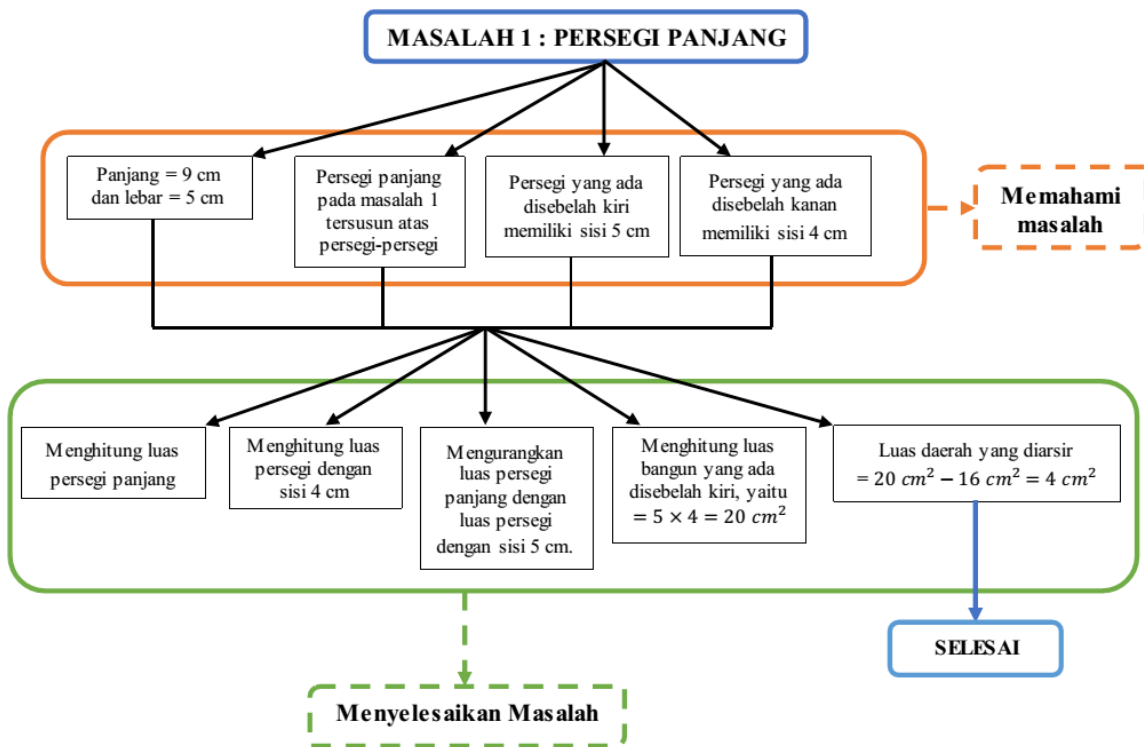 MASALAH 1 : PERSEGI PANJANG
Panjang = 9 cm
dan lebar = 5 cm
Persegi panjang
pada masalah 1
tersusun atas
persegi-persegi
Persegi yang ada
disebelah kiri
memiliki sisi 5 cm
Persegi yang ada
disebelah kanan
memiliki sisi 4 cm
Memahami
masalah
Menghitung luas
persegi panjang
Menghitung luas
persegi dengan
sisi 4 cm
Mengurangkan
luas persegi
panjang dengan
luas persegi
dengan sisi 5 cm.
Menghitung luas
bangun yang ada
disebelah kiri, yaitu
= 5 × 4 = 20 cm²
Luas daerah yang diarsir
= 20 cm² − 16 cm² = 4 cm²
SELESAI
Menyelesaikan Masalah